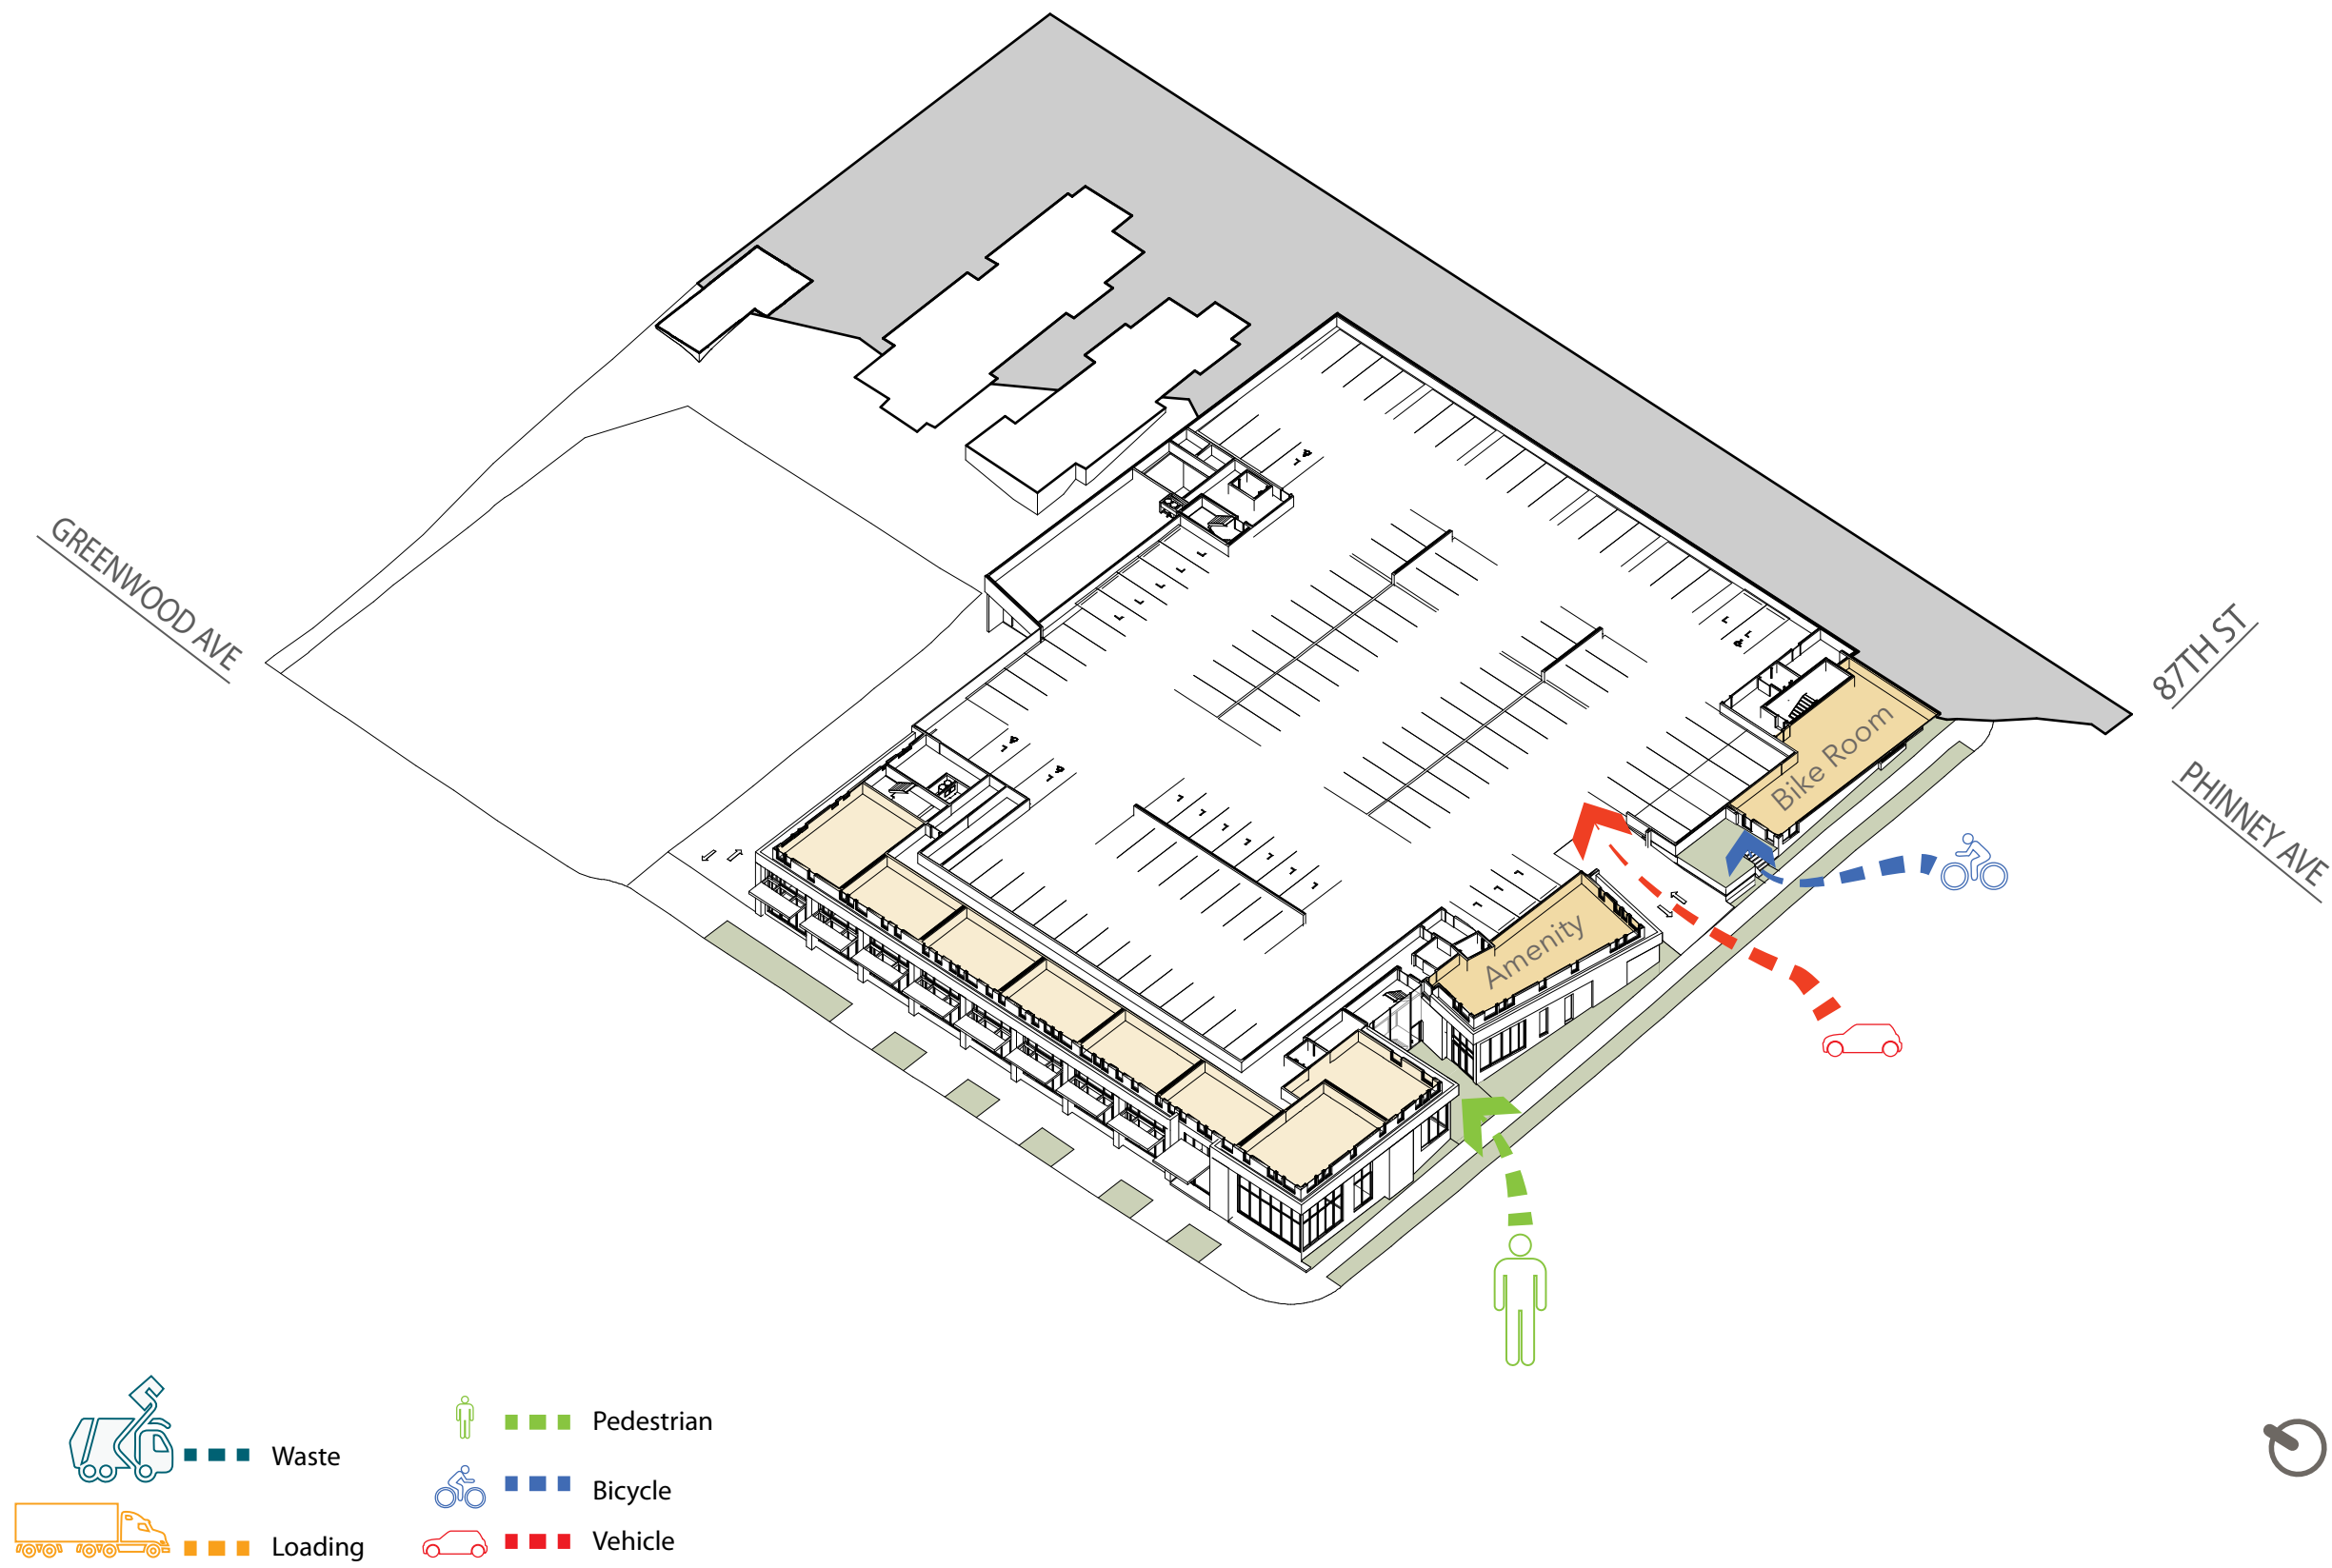 GREENWOOD AVE
87TH ST
PHINNEY AVE
Bike Room
Amenity
Waste
Loading
Pedestrian
Bicycle
Vehicle